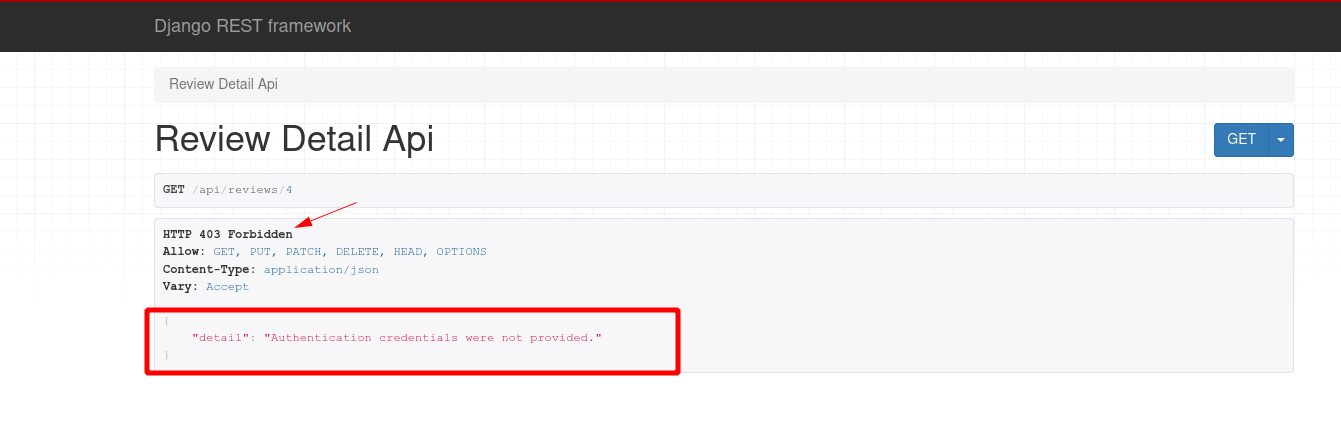 Django REST framework
Review Detail Api
Review Detail Api
GET
GET /api/reviews/4
HTTP 403 Forbidden
Allow: GET, PUT, PATCH, DELETE, HEAD, OPTIONS
Content-Type: application/json
Vary: Accept
{
"detail": "Authentication credentials were not provided."
}